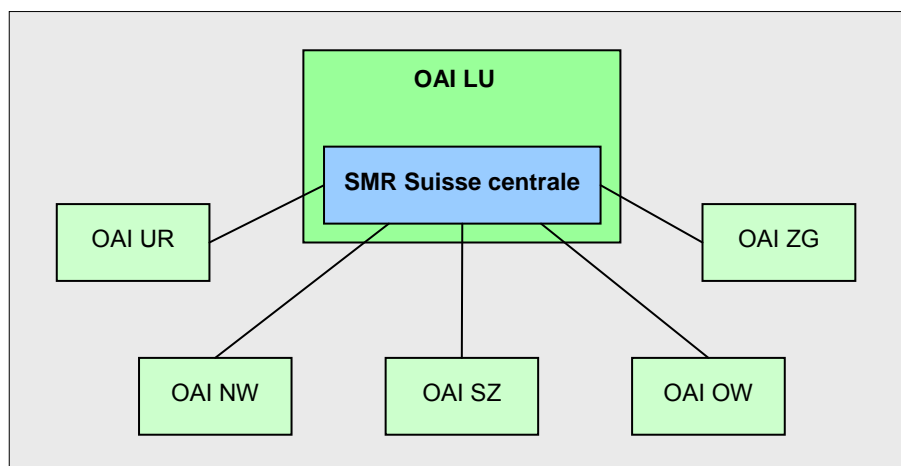 OAI LU
SMR Suisse centrale
OAI UR
OAI ZG
OAI NW
OAI SZ
OAI OW